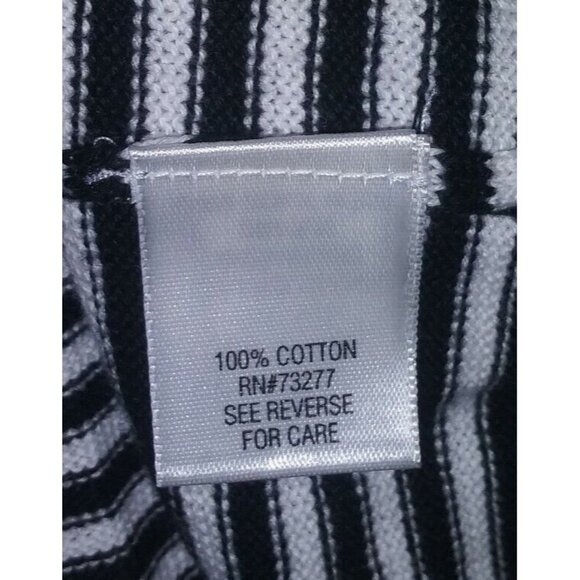 100% COTTON
RN#73277
SEE REVERSE
FOR CARE